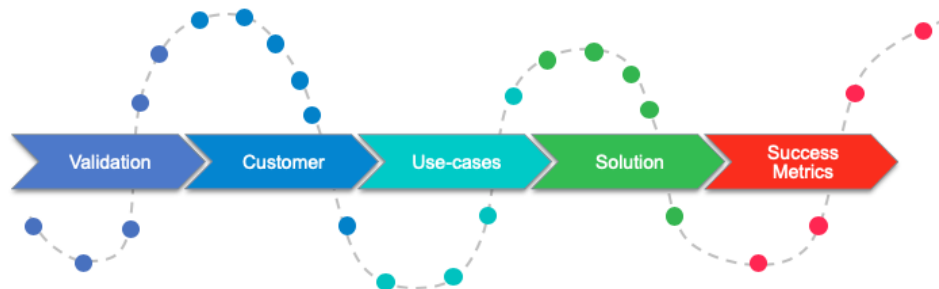 Validation
Customer
Use-cases
Solution
Success
Metrics